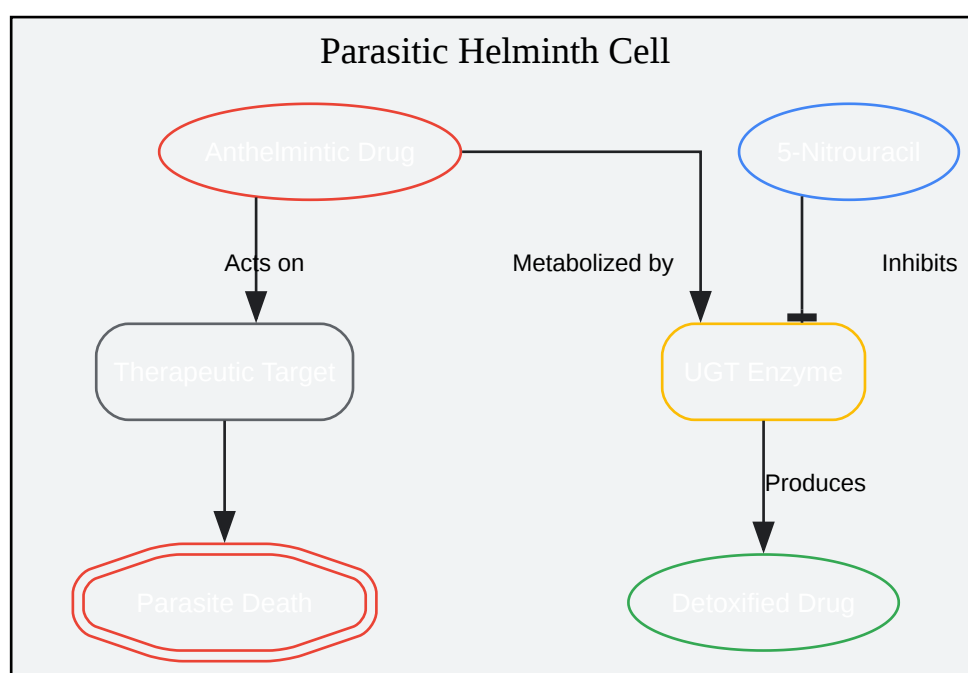 Parasitic Helminth Cell
Anthelmintic Drug
5-Nitrouracil
Acts on
Metabolized by
Inhibits
Therapeutic Target
UGT Enzyme
Produces
Parasite Death
Detoxified Drug